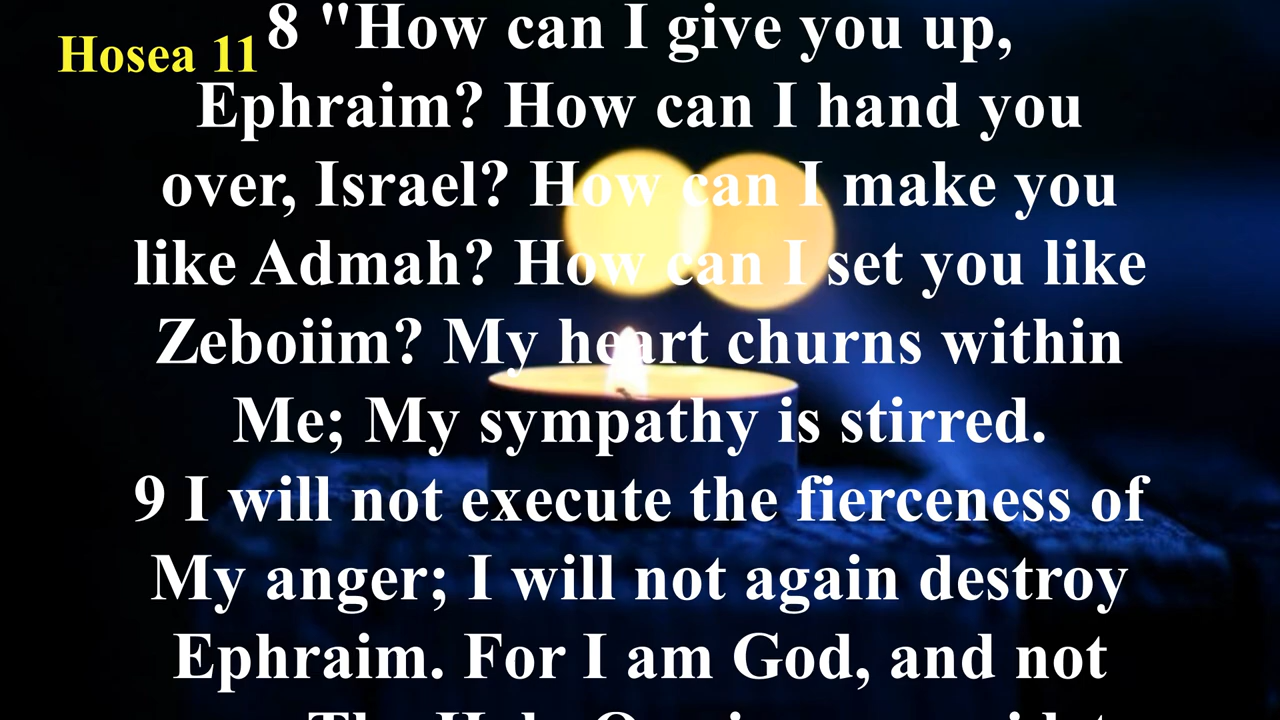 Hosea 11
8 "How can I give you up,
Ephraim? How can I hand you
over, Israel? How can I make you
like Admah? How can I set you like
Zeboiim? My heart churns within
Me; My sympathy is stirred.
9 I will not execute the fierceness of
My anger; I will not again destroy
Ephraim. For I am God, and not